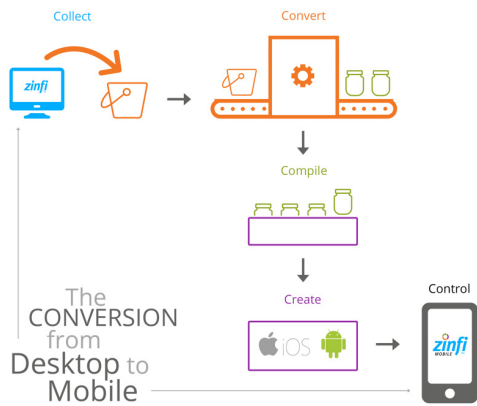 Collect
Convert
zinfi
Compile
Create
iOS
Control
zinfi
MOBILE
The
CONVERSION
from
Desktop to
Mobile